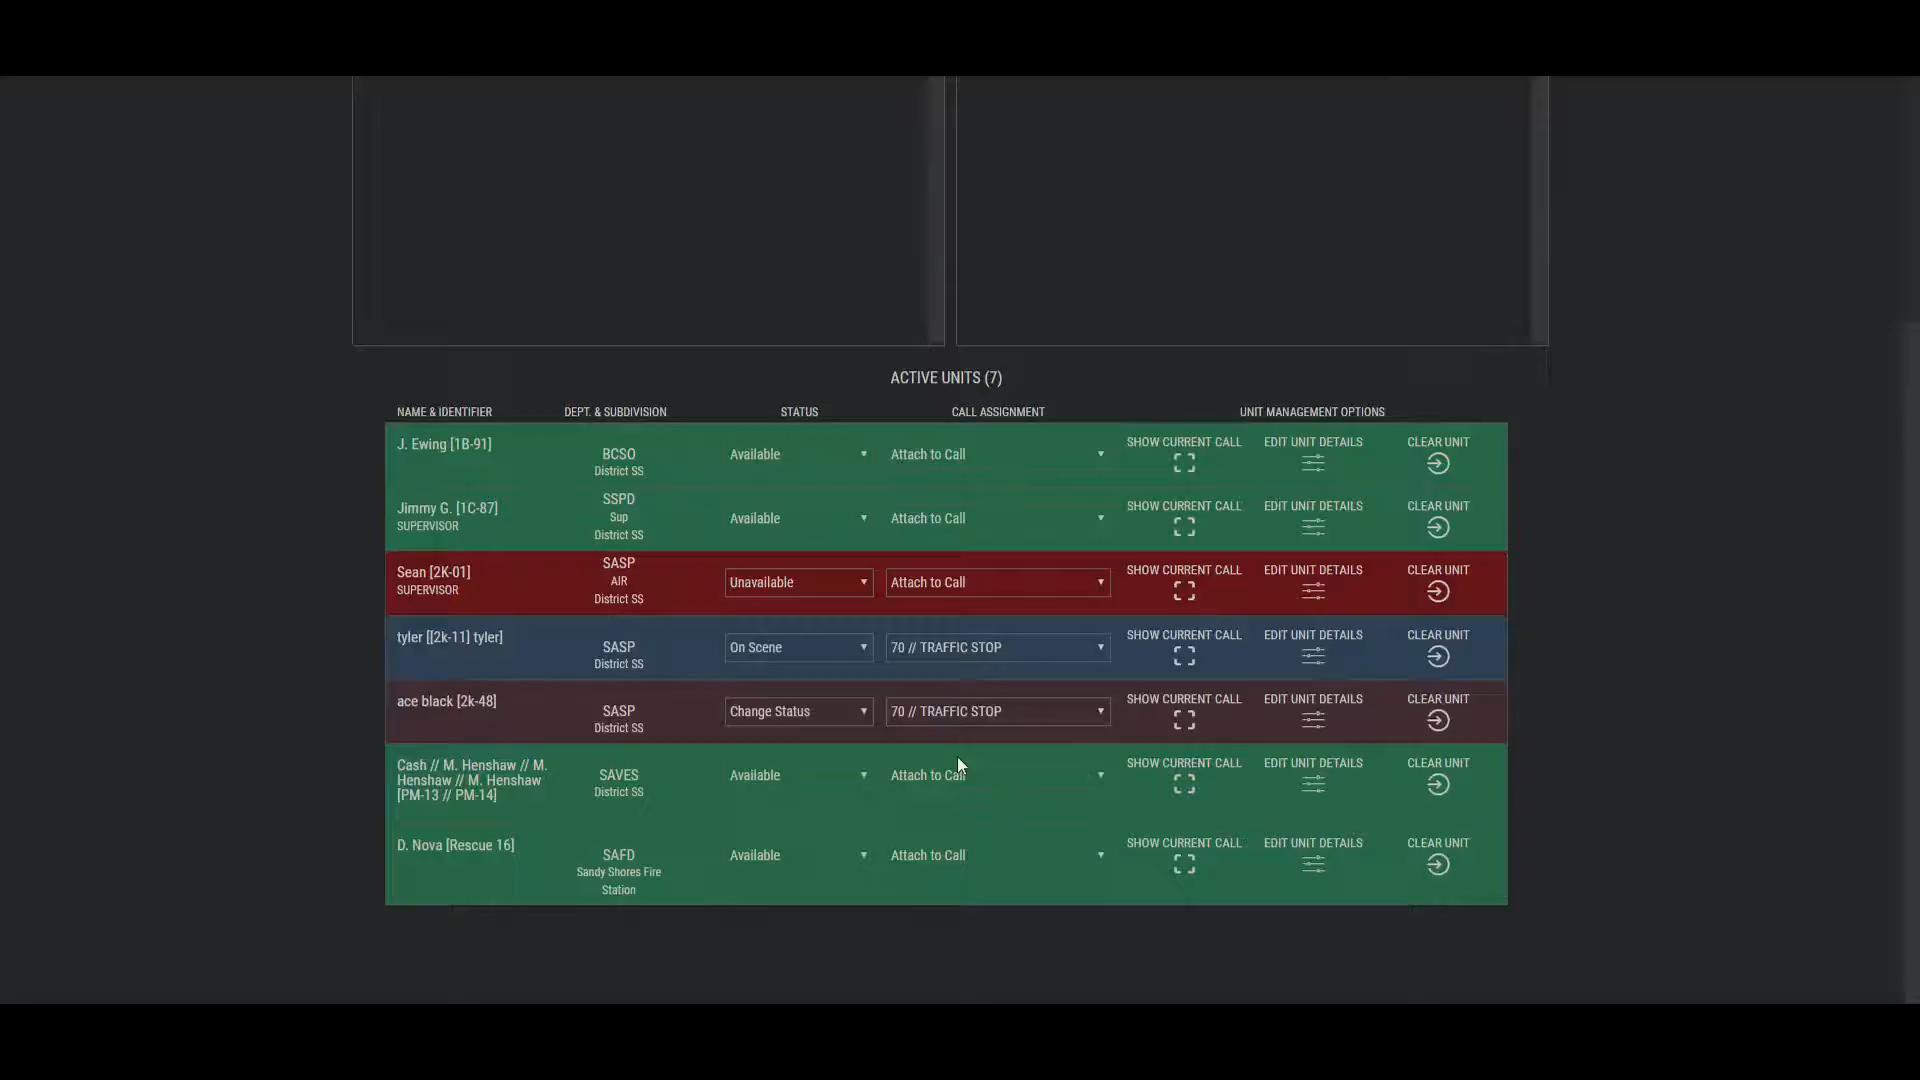 ACTIVE UNITS (7)
NAME & IDENTIFIER DEPT. & SUBDIVISION STATUS CALL ASSIGNMENT UNIT MANAGEMENT OPTIONS
J. Ewing [1B-91]
BCSO
District SS
Available
Attach to Call
SHOW CURRENT CALL EDIT UNIT DETAILS CLEAR UNIT
Jimmy G. [1C-87]
SUPERVISOR
SSPD
Sup
District SS
Available
Attach to Call
SHOW CURRENT CALL EDIT UNIT DETAILS CLEAR UNIT
Sean [2K-01]
SUPERVISOR
SASP
AIR
District SS
Unavailable
Attach to Call
SHOW CURRENT CALL EDIT UNIT DETAILS CLEAR UNIT
tyler [[2k-11] tyler]
SASP
District SS
On Scene
70 // TRAFFIC STOP
SHOW CURRENT CALL EDIT UNIT DETAILS CLEAR UNIT
ace black [2k-48]
SASP
District SS
Change Status
70 // TRAFFIC STOP
SHOW CURRENT CALL EDIT UNIT DETAILS CLEAR UNIT
Cash // M. Henshaw // M.
Henshaw // M. Henshaw
[PM-13 // PM-14]
SAVES
District SS
Available
Attach to Call
SHOW CURRENT CALL EDIT UNIT DETAILS CLEAR UNIT
D. Nova [Rescue 16]
SAFD
Sandy Shores Fire
Station
Available
Attach to Call
SHOW CURRENT CALL EDIT UNIT DETAILS CLEAR UNIT